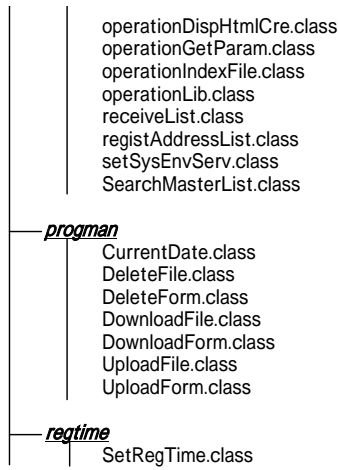 operationDispHtmlCre.class
operationGetParam.class
operationIndexFile.class
operationLib.class
receiveList.class
registAddressList.class
setSysEnvServ.class
SearchMasterList.class
progman
CurrentDate.class
DeleteFile.class
DeleteForm.class
DownloadFile.class
DownloadForm.class
UploadFile.class
UploadForm.class
regtime
SetRegTime.class